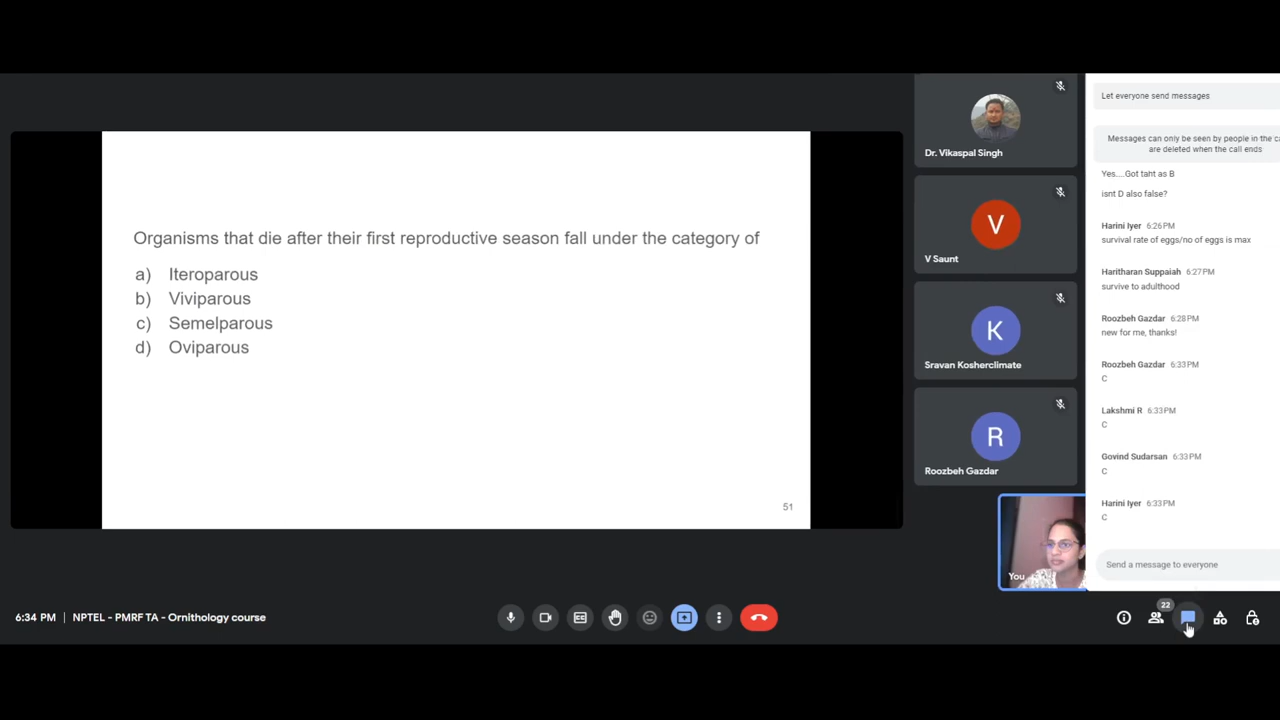 Organisms that die after their first reproductive season fall under the category of
a) Iteroparous
b) Viviparous
c) Semelparous
d) Oviparous
51
Dr. Vikaspal Singh
V
V Saunt
K
Sravan Kosherclimate
R
Roozbeh Gazdar
You
Let everyone send messages
Messages can only be seen by people in the
are deleted when the call ends
Yes....Got taht as B
isnt D also false?
Harini Iyer 6:26 PM
survival rate of eggs/no of eggs is max
Haritharan Suppaiah 6:27 PM
survive to adulthood
Roozbeh Gazdar 6:28 PM
new for me, thanks!
Roozbeh Gazdar 6:33 PM
C
Lakshmi R 6:33 PM
C
Govind Sudarsan 6:33 PM
C
Harini Iyer 6:33 PM
C
Send a message to everyone
6:34 PM | NPTEL - PMRF TA - Ornithology course
22